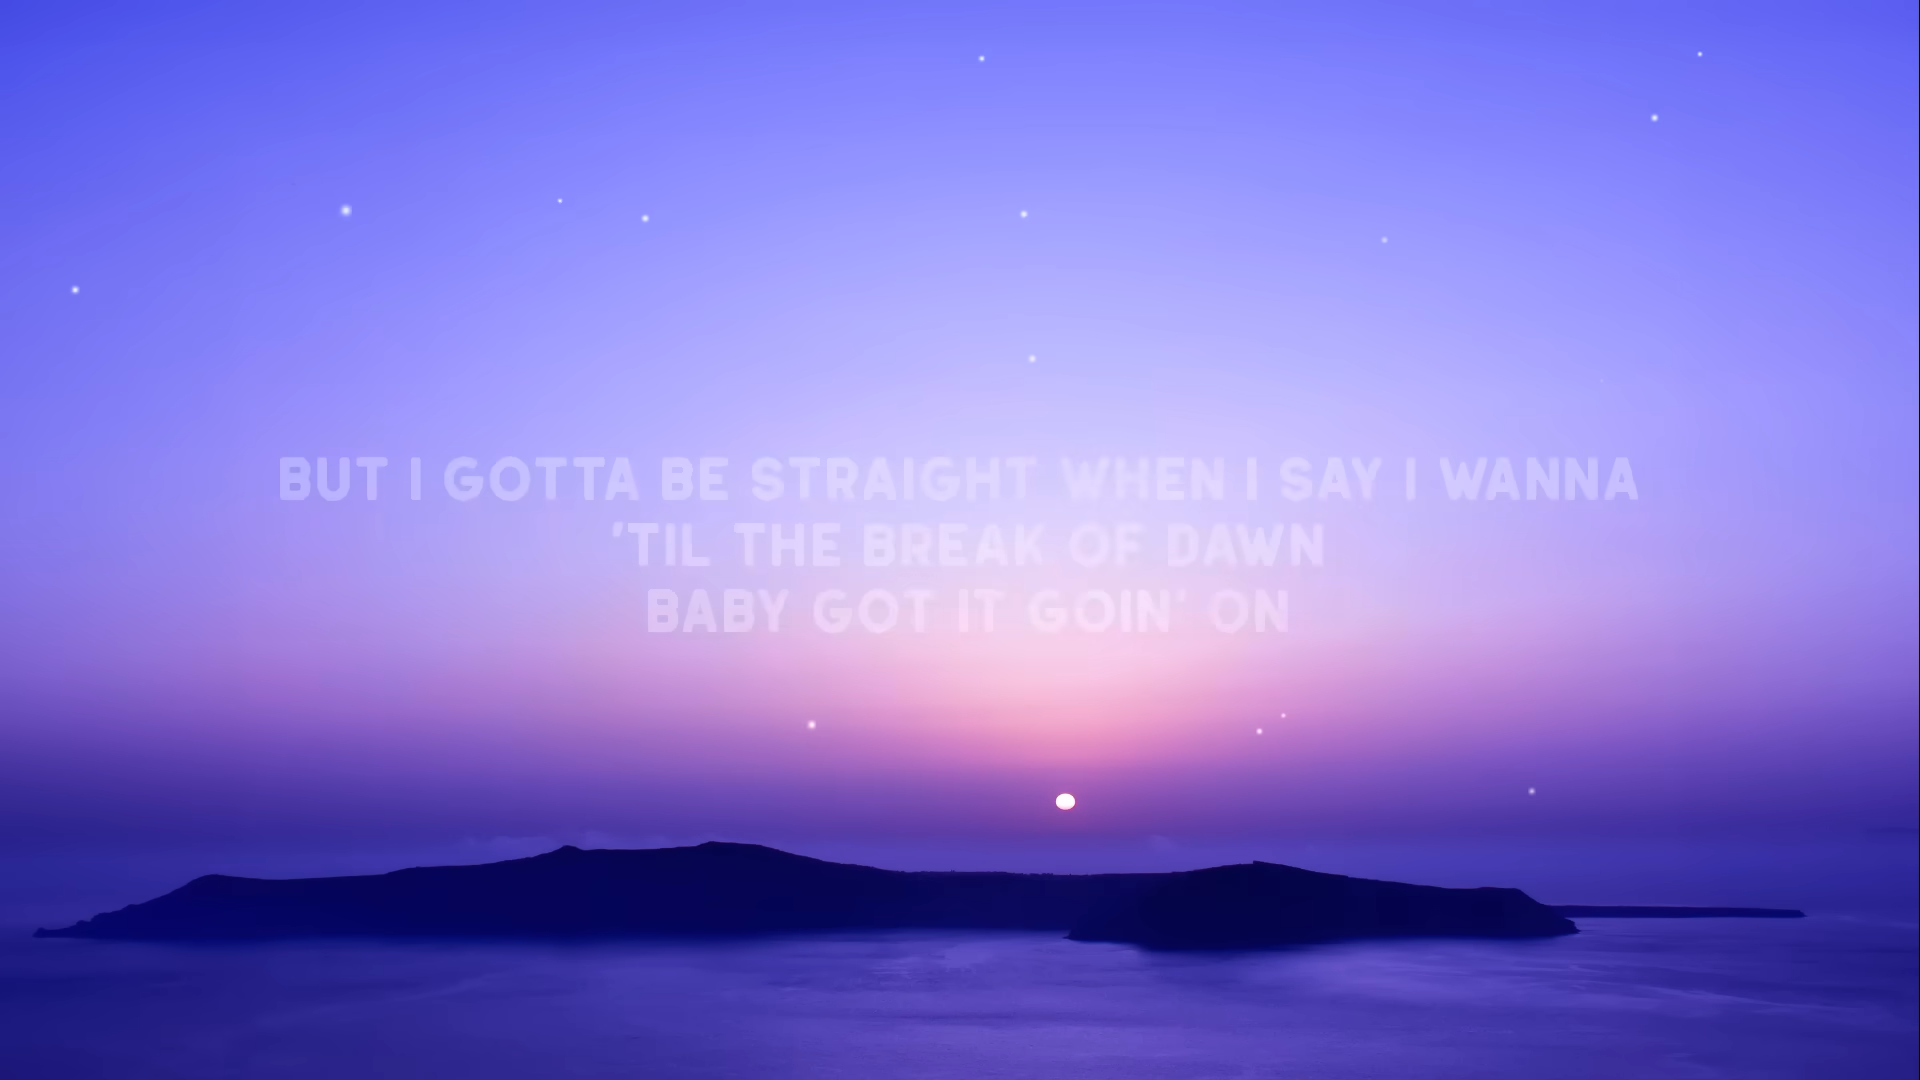 BUT I GOTTA BE STRAIGHT WHEN I SAY I WANNA
'TIL THE BREAK OF DAWN
BABY GOT IT GOIN' ON